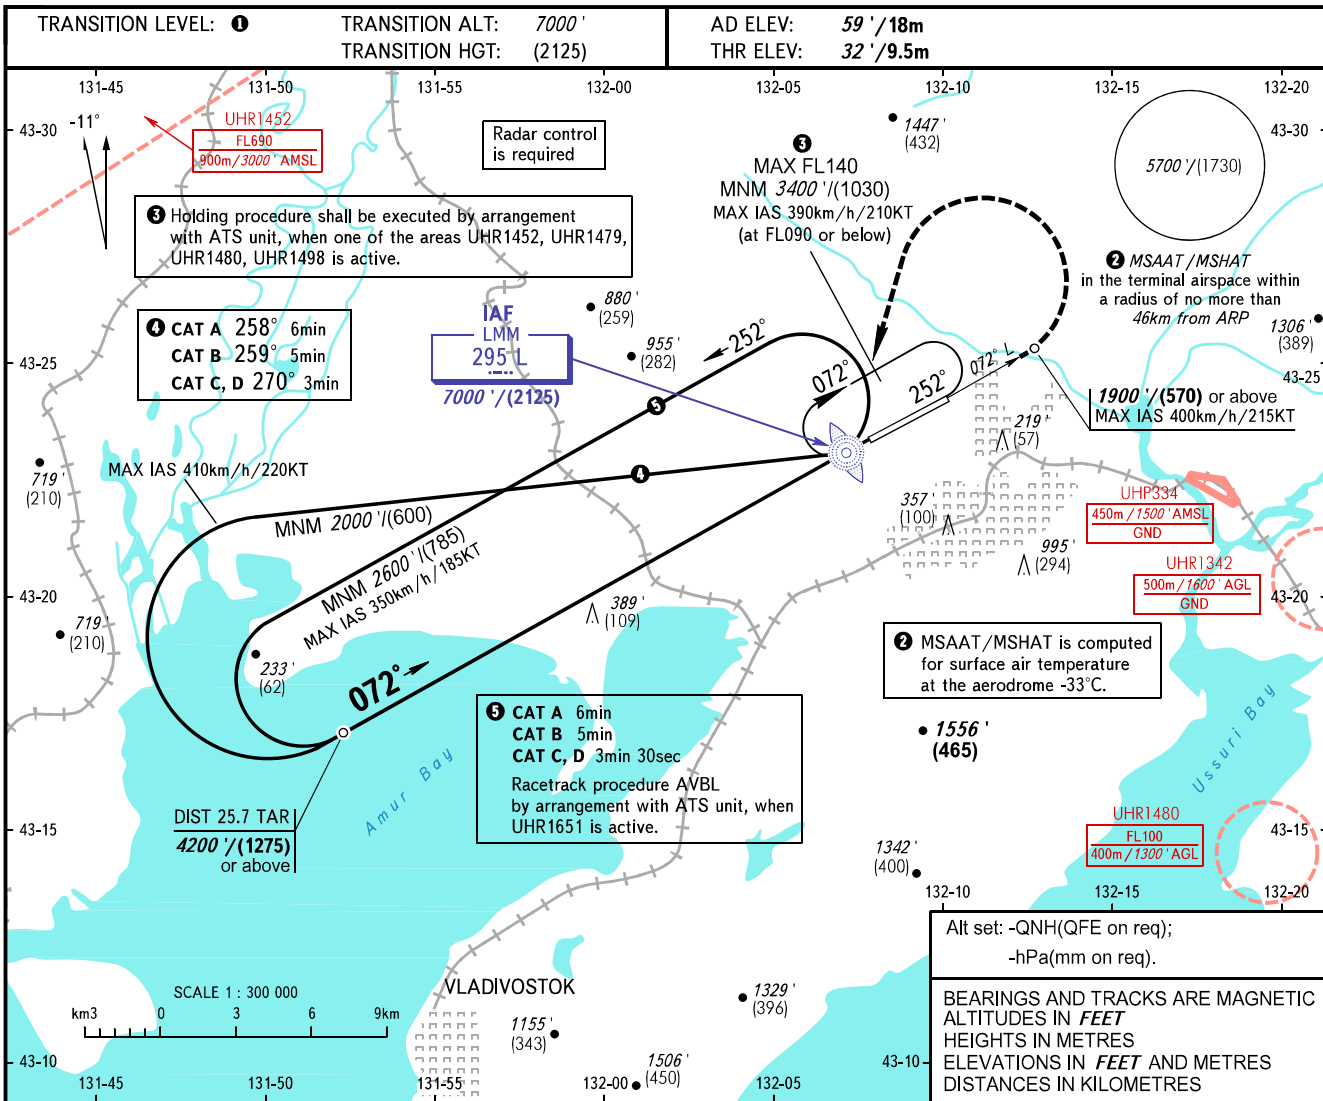 TRANSITION LEVEL: ❶
TRANSITION ALT: 7000 '
TRANSITION HGT: (2125)
AD ELEV: 59 '/18m
THR ELEV: 32 '/9.5m
131-45 131-50 131-55 132-00 132-05 132-10 132-15 132-20
43-30
43-30
-11°
UHR1452
FL690
900m/3000 ' AMSL
Radar control
is required
❸
MAX FL140
MNM 3400 '/(1030)
MAX IAS 390km/h/210KT
(at FL090 or below)
1447 '
(432)
5700 '/(1730)
❷ MSAAT/MSHAT
in the terminal airspace within
a radius of no more than
46km from ARP
❸ Holding procedure shall be executed by arrangement
with ATS unit, when one of the areas UHR1452, UHR1479,
UHR1480, UHR1498 is active.
❹ CAT A 258° 6min
CAT B 259° 5min
CAT C, D 270° 3min
880 '
(259)
955 '
(282)
1306 '
(389)
IAF
LMM
295 L
7000 '/(2125)
43-25
43-25
252°
072°
252°
072° L
❺
1900 '/(570) or above
MAX IAS 400km/h/215KT
219 '
(57)
719 '
(210)
MAX IAS 410km/h/220KT
❹
MNM 2000 '/(600)
MNM 2600 '/(785)
MAX IAS 350km/h/185KT
357 '
(100)
995 '
(294)
UHP334
450m/1500 ' AMSL
GND
UHR1342
500m/1600 ' AGL
GND
43-20
43-20
719 '
(210)
389 '
(109)
233 '
(62)
072°
❷ MSAAT/MSHAT is computed
for surface air temperature
at the aerodrome -33°C.
❺ CAT A 6min
CAT B 5min
CAT C, D 3min 30sec
Racetrack procedure AVBL
by arrangement with ATS unit, when
UHR1651 is active.
1556 '
(465)
Amur Bay
Ussuri Bay
DIST 25.7 TAR
4200 '/(1275)
or above
43-15
43-15
UHR1480
FL100
400m/1300 ' AGL
1342 '
(400)
132-10 132-15 132-20
Alt set: -QNH(QFE on req);
-hPa(mm on req).
SCALE 1 : 300 000
km3 0 3 6 9km
VLADIVOSTOK
1155 '
(343)
1329 '
(396)
1506 '
(450)
BEARINGS AND TRACKS ARE MAGNETIC
ALTITUDES IN FEET
HEIGHTS IN METRES
ELEVATIONS IN FEET AND METRES
DISTANCES IN KILOMETRES
43-10
43-10
131-45 131-50 131-55 132-00 132-05